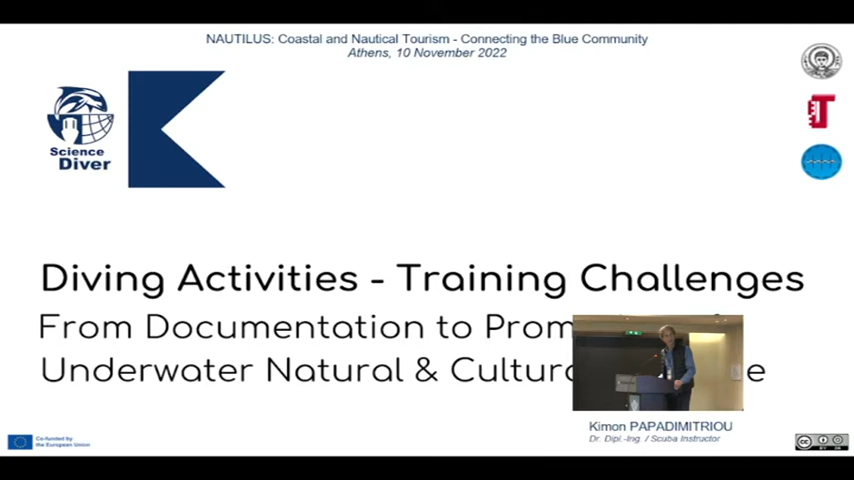 NAUTILUS: Coastal and Nautical Tourism - Connecting the Blue Community
Athens, 10 November 2022
Science
Diver
Diving Activities - Training Challenges
From Documentation to Prom
Underwater Natural & Cultur
Kimon PAPADIMITRIOU
Dr. Dipl.-Ing. / Scuba Instructor
Co-funded by
the European Union